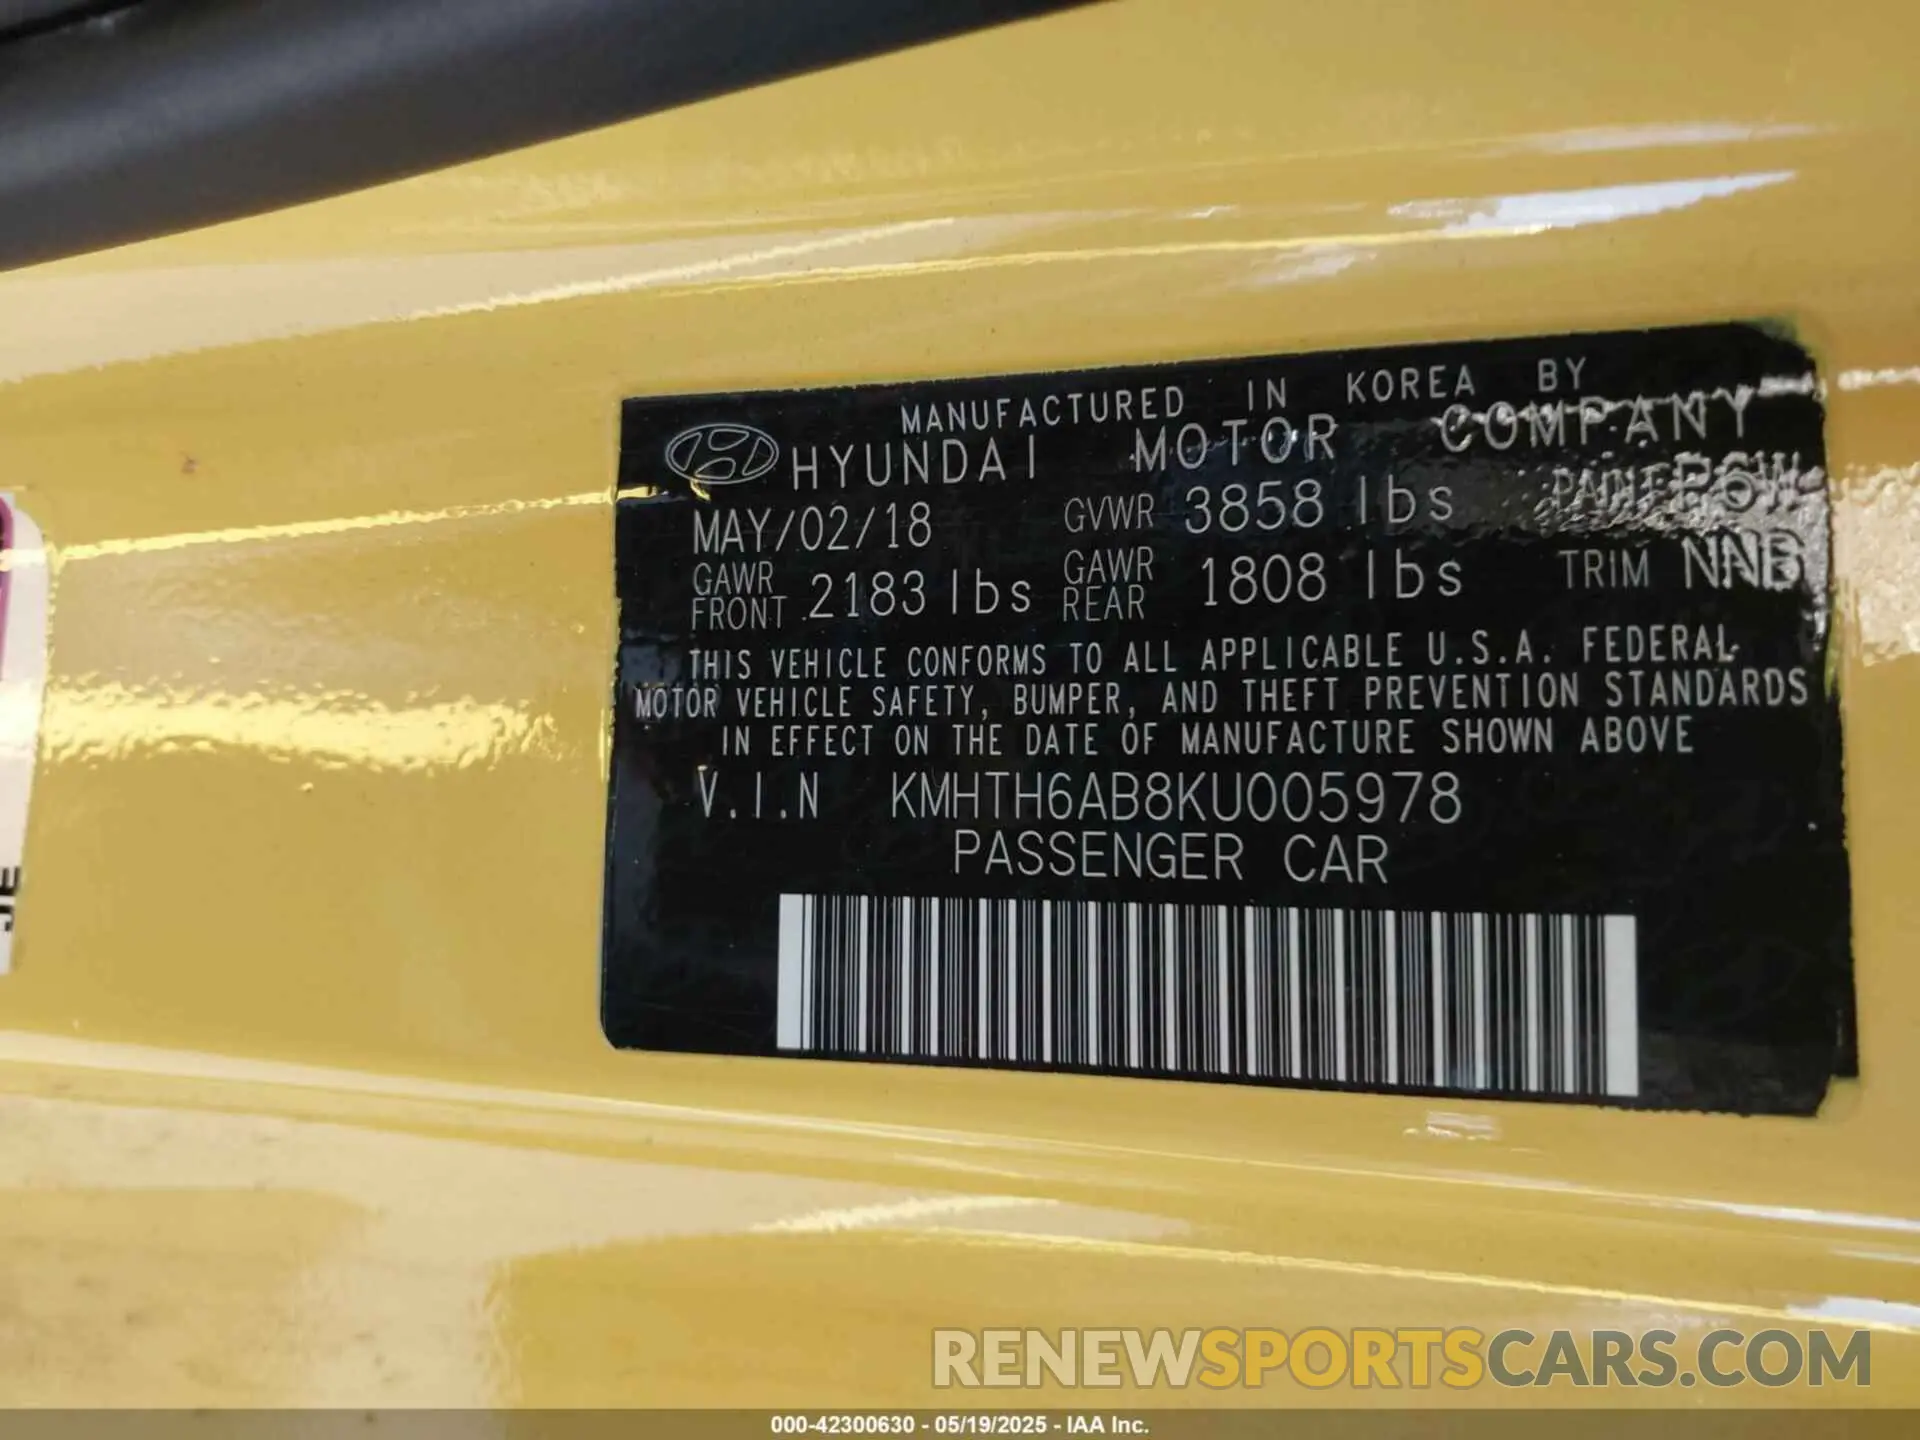 MANUFACTURED IN KOREA BY
HYUNDAI MOTOR COMPANY
MAY/02/18 GVWR 3858 lbs PAINT
GAWR FRONT 2183 lbs GAWR REAR 1808 lbs TRIM NNB
THIS VEHICLE CONFORMS TO ALL APPLICABLE U.S.A. FEDERAL
MOTOR VEHICLE SAFETY, BUMPER, AND THEFT PREVENTION STANDARDS
IN EFFECT ON THE DATE OF MANUFACTURE SHOWN ABOVE
V.I.N KMHTH6AB8KU005978
PASSENGER CAR
RENEWSPORTSCARS.COM
000-42300630 - 05/19/2025 - IAA Inc.